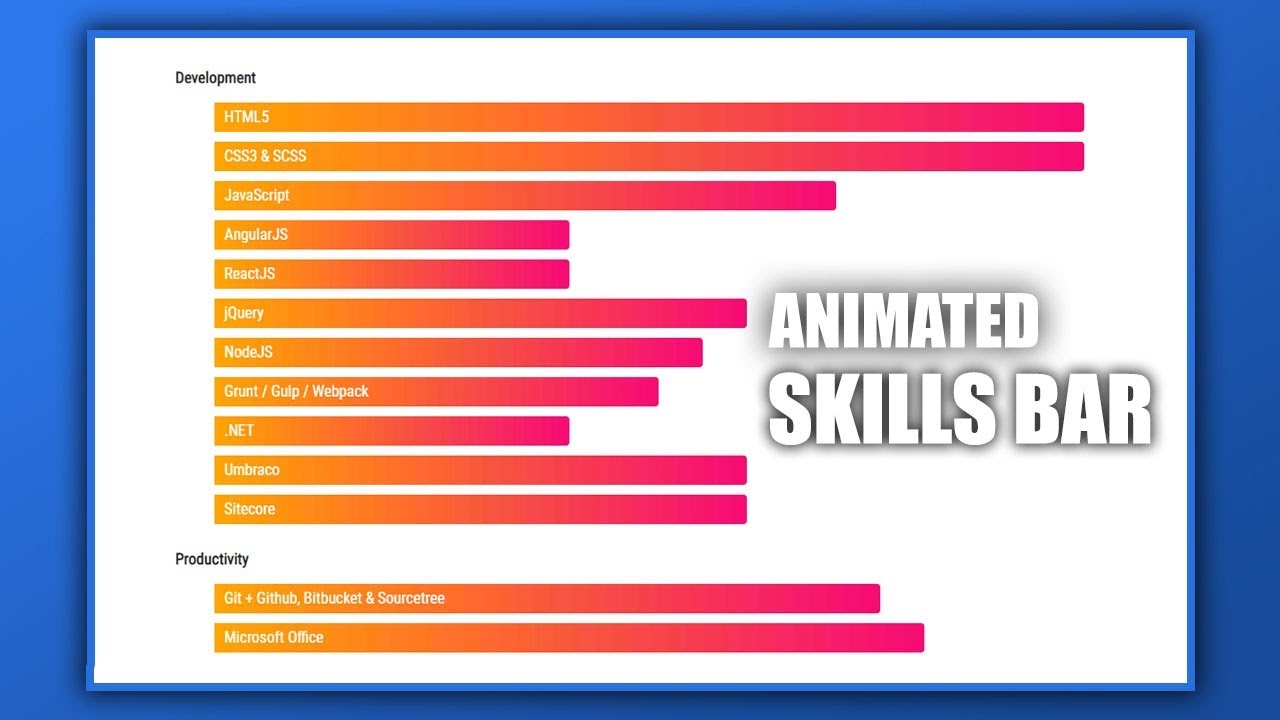 Development
HTML5
CSS3 & SCSS
JavaScript
AngularJS
ReactJS
jQuery
NodeJS
Grunt / Gulp / Webpack
.NET
Umbraco
Sitecore
ANIMATED
SKILLS BAR
Productivity
Git + Github, Bitbucket & Sourcetree
Microsoft Office